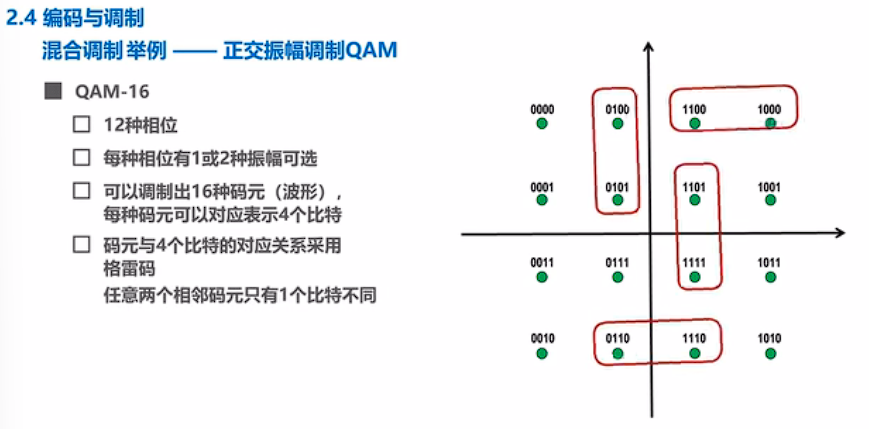 2.4 编码与调制
混合调制 举例 —— 正交振幅调制QAM
QAM-16
12种相位
每种相位有1或2种振幅可选
可以调制出16种码元（波形），
每种码元可以对应表示4个比特
码元与4个比特的对应关系采用
格雷码
任意两个相邻码元只有1个比特不同
0000 0100 1100 1000
0001 0101 1101 1001
0011 0111 1111 1011
0010 0110 1110 1010